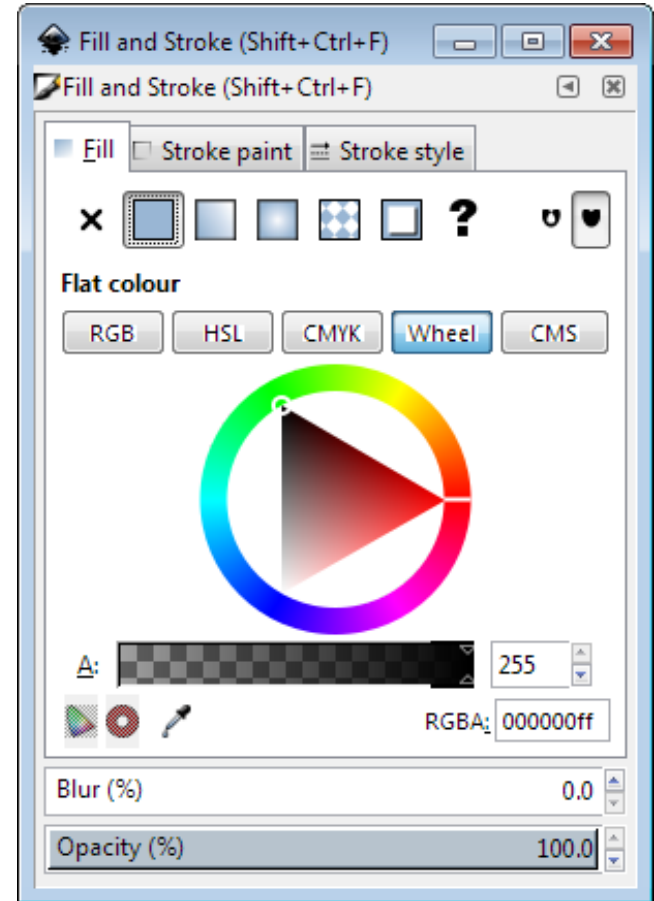 Fill and Stroke (Shift+Ctrl+F)
Fill and Stroke (Shift+Ctrl+F)
Fill Stroke paint Stroke style
?
Flat colour
RGB HSL CMYK Wheel CMS
A: 255
RGBA: 000000ff
Blur (%) 0.0
Opacity (%) 100.0